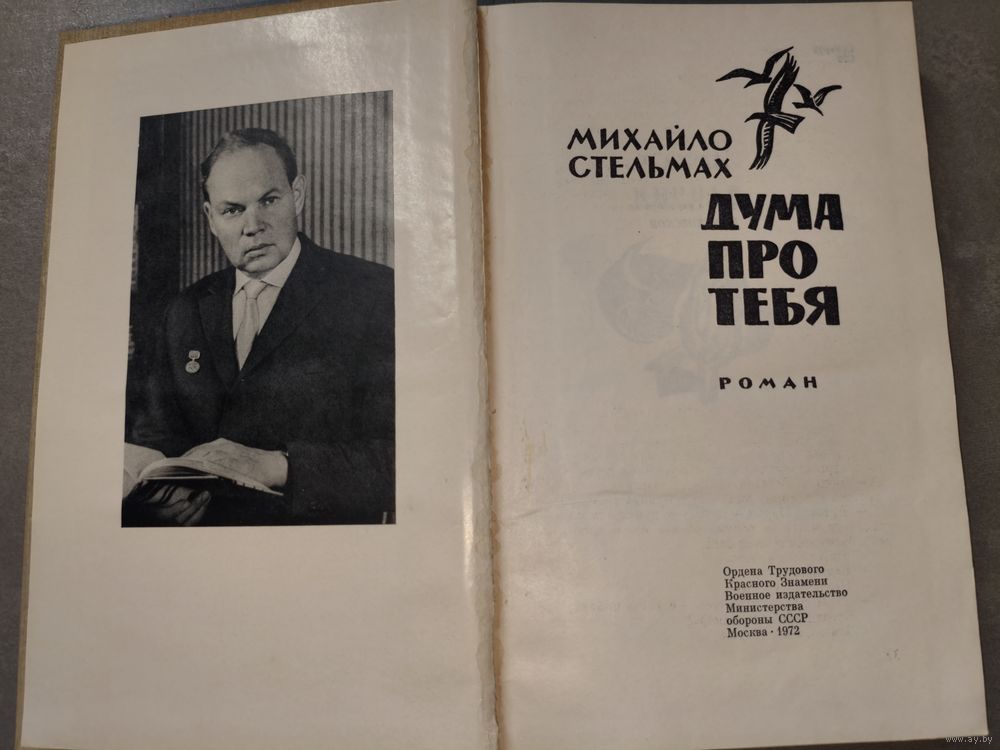 МИХАЙЛО
СТЕЛЬМАХ
ДУМА
ПРО
ТЕБЯ
РОМАН
Ордена Трудового
Красного Знамени
Военное издательство
Министерства
обороны СССР
Москва · 1972
www.ay.by